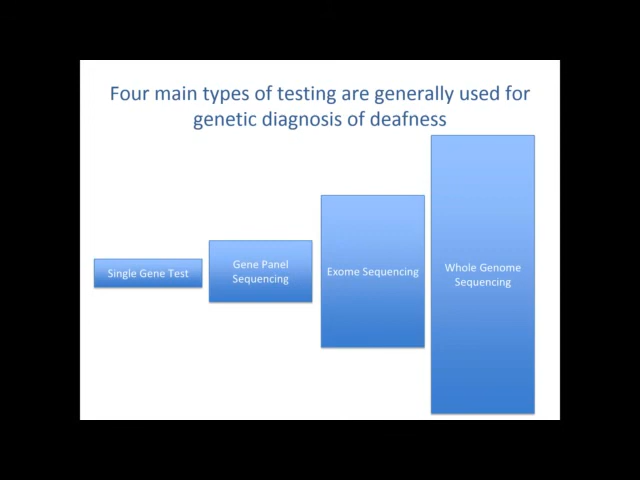 Four main types of testing are generally used for
genetic diagnosis of deafness
Single Gene Test
Gene Panel
Sequencing
Exome Sequencing
Whole Genome
Sequencing